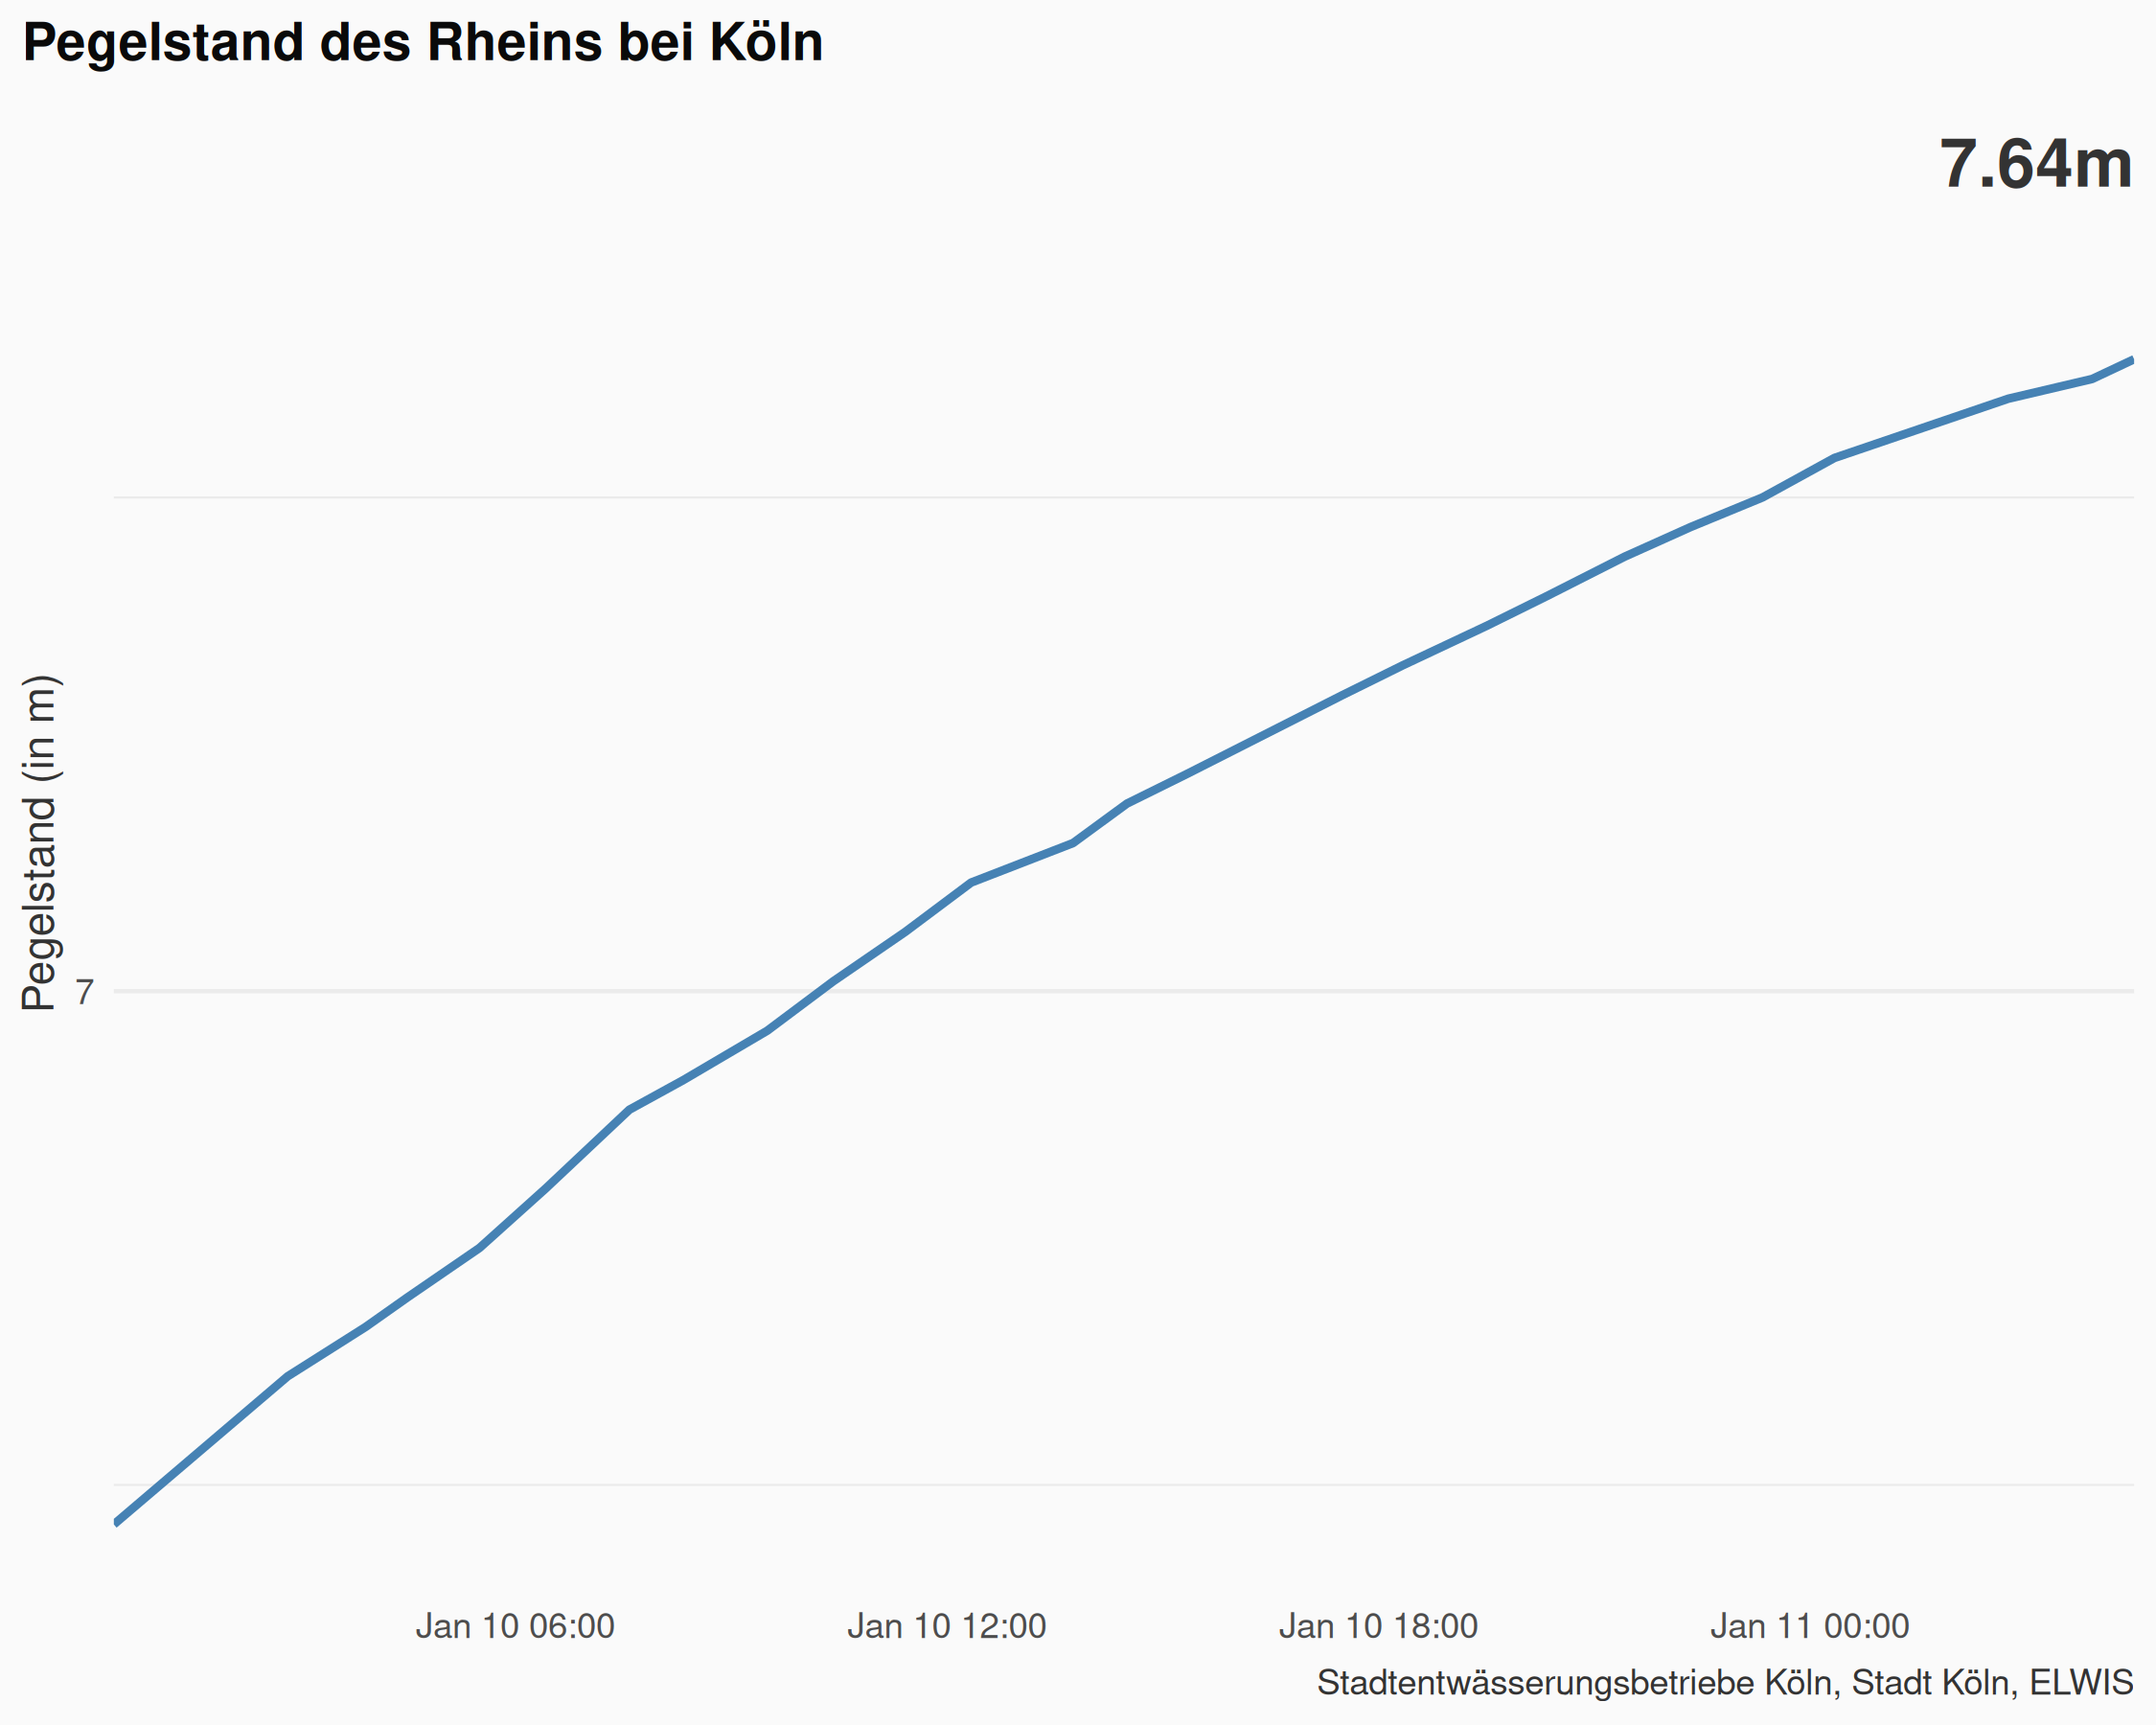 Pegelstand des Rheins bei Köln
7.64m
Pegelstand (in m)
7
Jan 10 06:00
Jan 10 12:00
Jan 10 18:00
Jan 11 00:00
Stadtentwässerungsbetriebe Köln, Stadt Köln, ELWIS